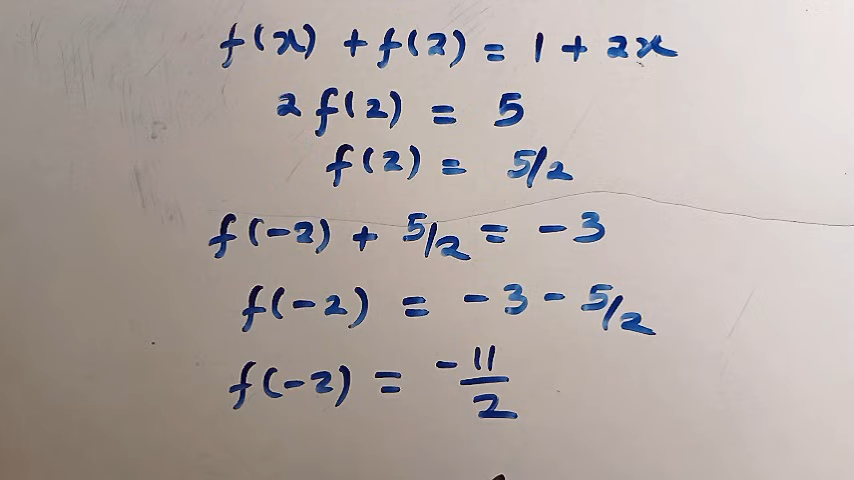 f(x) + f(2) = 1 + 2x
2 f(2) = 5
f(2) = 5/2
f(-2) + 5/2 = -3
f(-2) = -3 - 5/2
f(-2) = -11/2